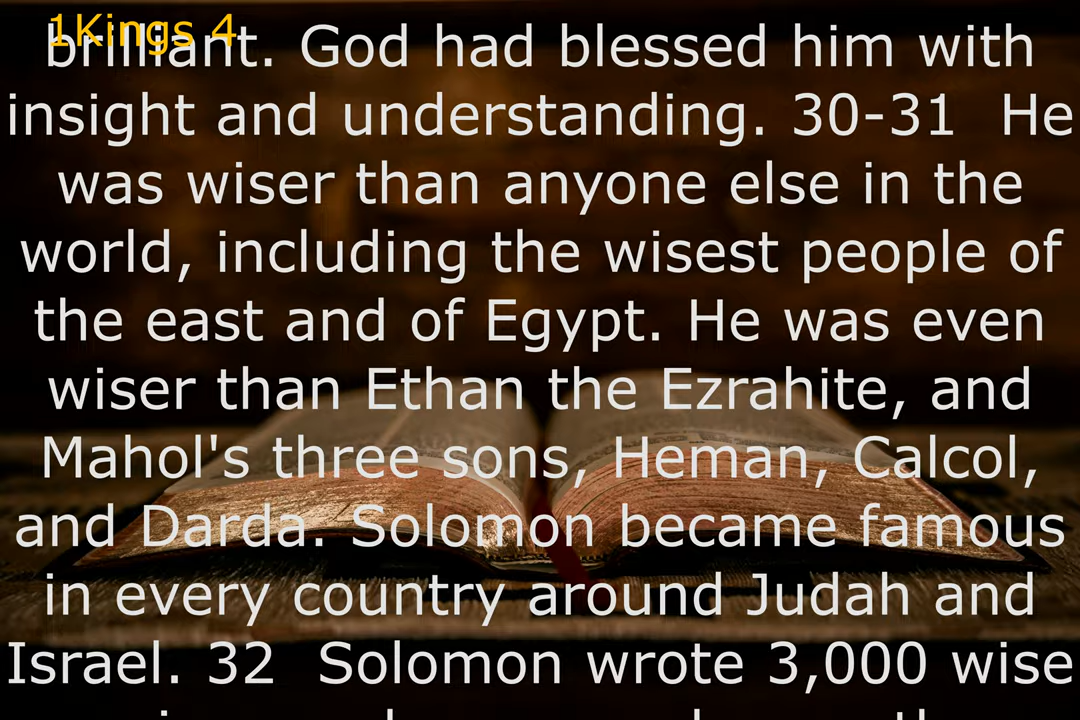 1Kings 4
brilliant. God had blessed him with
insight and understanding. 30-31 He
was wiser than anyone else in the
world, including the wisest people of
the east and of Egypt. He was even
wiser than Ethan the Ezrahite, and
Mahol's three sons, Heman, Calcol,
and Darda. Solomon became famous
in every country around Judah and
Israel. 32 Solomon wrote 3,000 wise